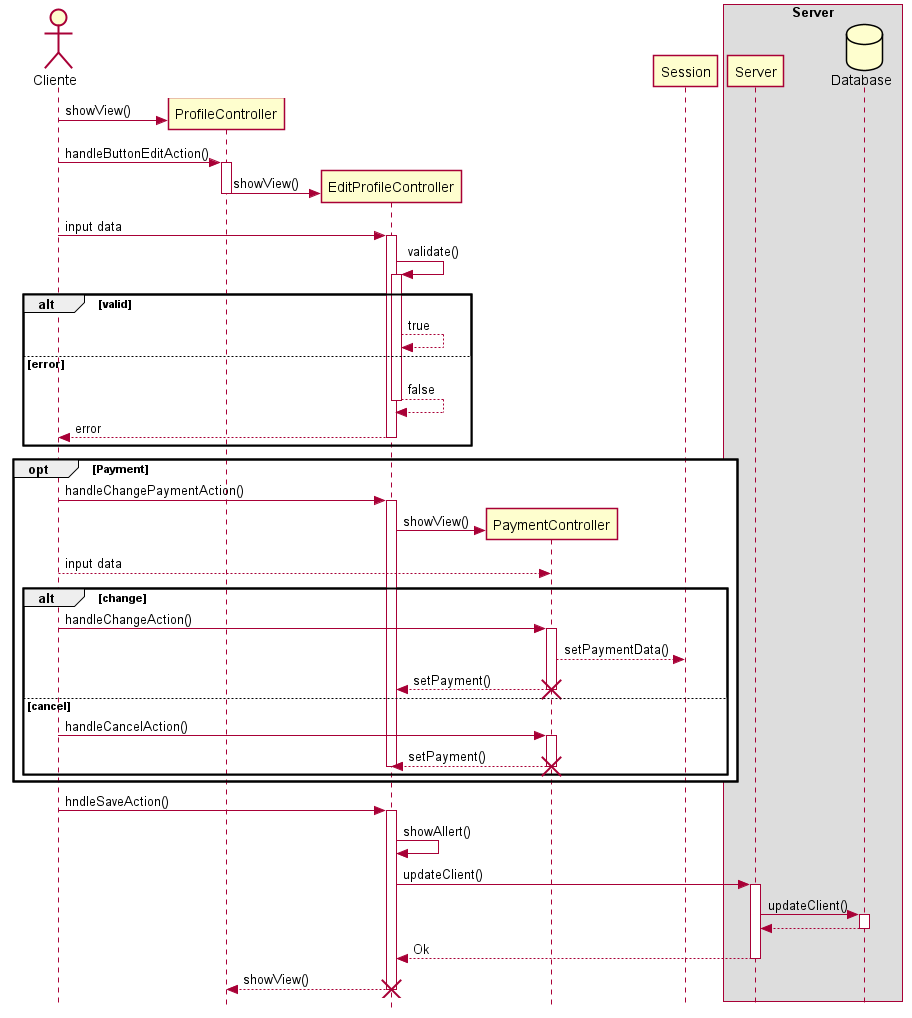 Server
Cliente
Session
Server
Database
showView()
ProfileController
handleButtonEditAction()
showView()
EditProfileController
input data
validate()
alt
[valid]
true
[error]
false
error
opt
[Payment]
handleChangePaymentAction()
showView()
PaymentController
input data
alt
[change]
handleChangeAction()
setPaymentData()
setPayment()
[cancel]
handleCancelAction()
setPayment()
hndleSaveAction()
showAllert()
updateClient()
updateClient()
Ok
showView()